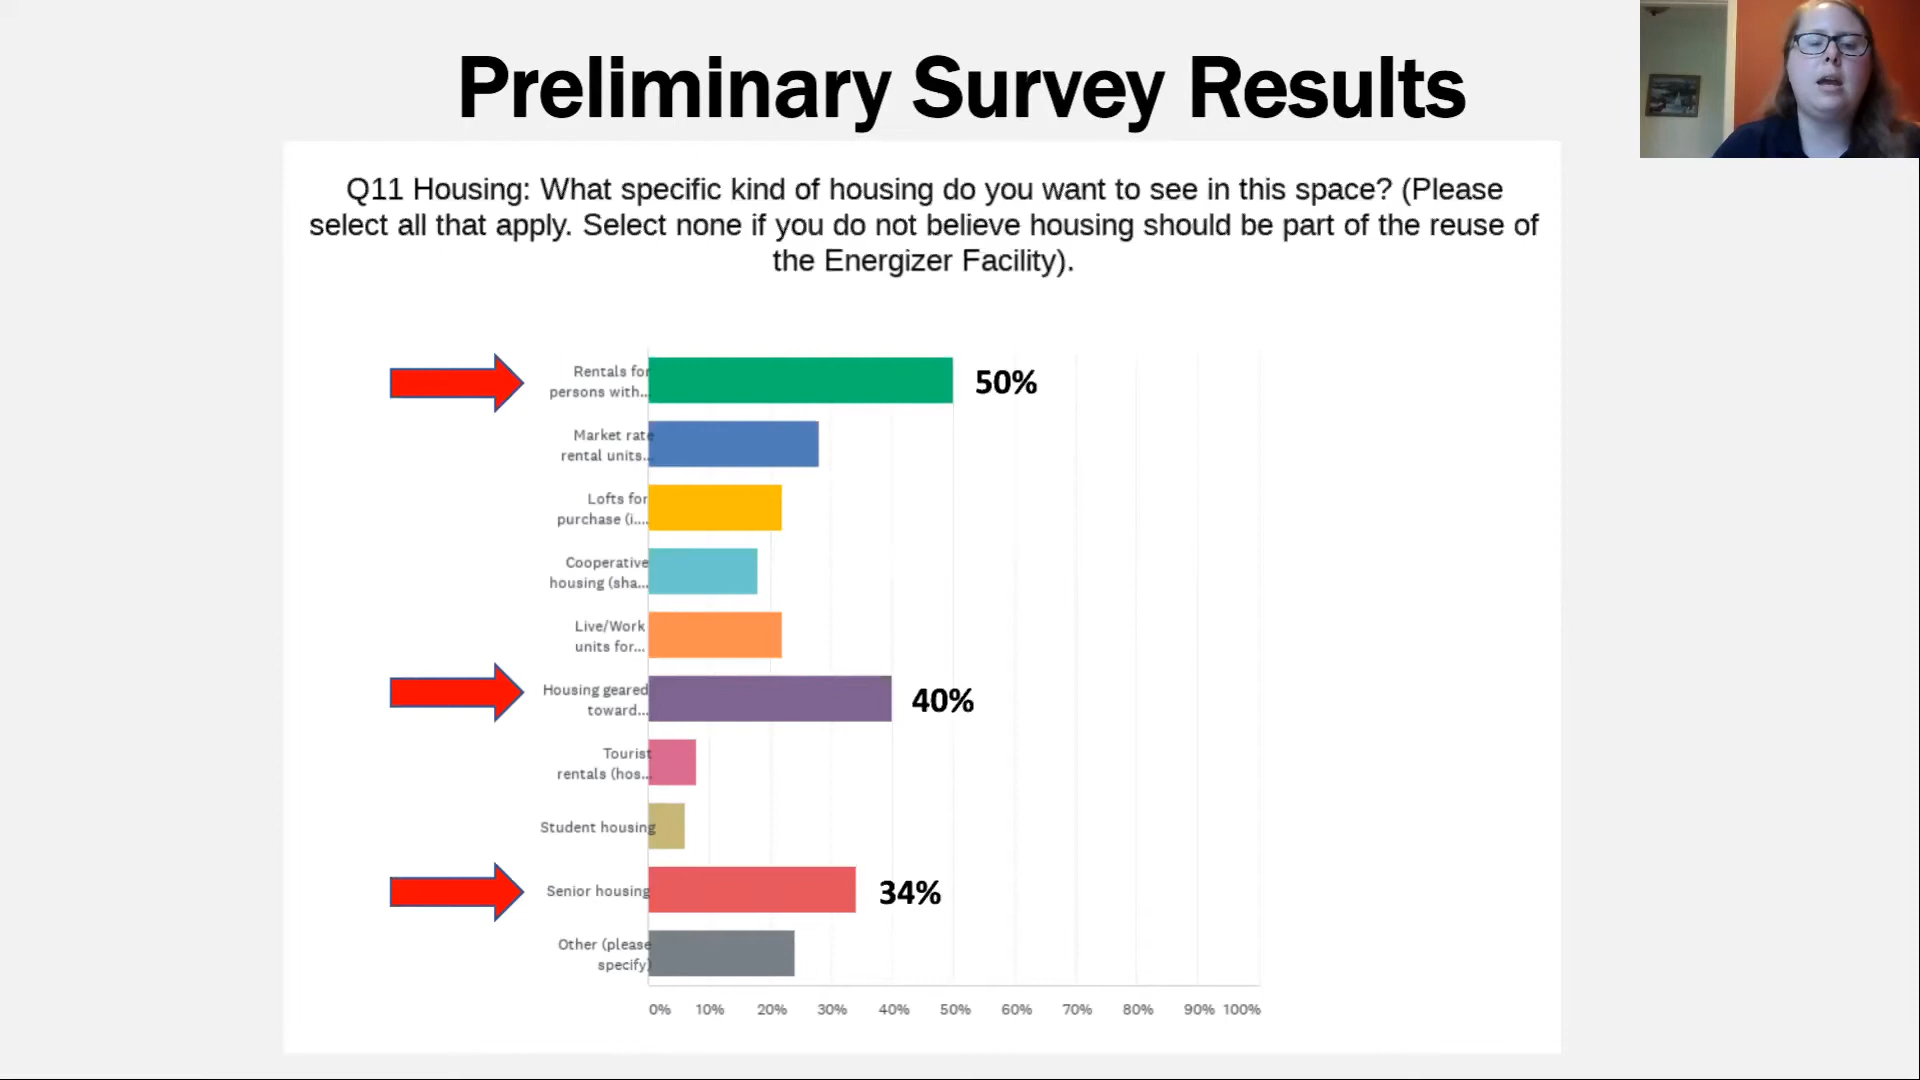 Preliminary Survey Results
Q11 Housing: What specific kind of housing do you want to see in this space? (Please
select all that apply. Select none if you do not believe housing should be part of the reuse of
the Energizer Facility).
Rentals for
persons with...
50%
Market rate
rental units...
Lofts for
purchase (i....
Cooperative
housing (sha...
Live/Work
units for...
Housing geared
toward...
40%
Tourist
rentals (hos...
Student housing
Senior housing
34%
Other (please
specify)
0% 10% 20% 30% 40% 50% 60% 70% 80% 90% 100%